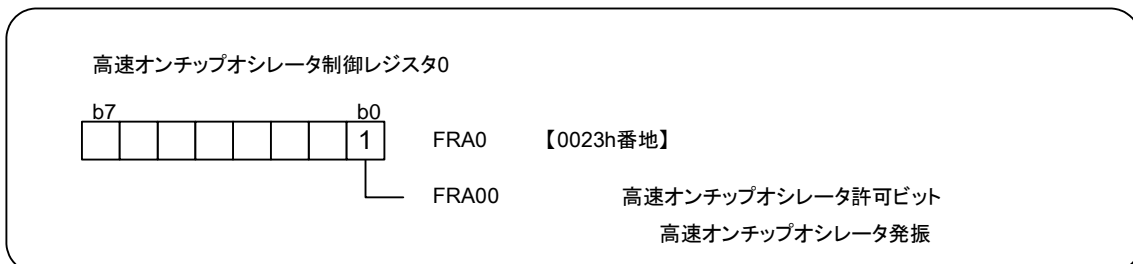 高速オンチップオシレータ制御レジスタ0
b7 b0
1 FRA0 【0023h番地】
FRA00 高速オンチップオシレータ許可ビット
高速オンチップオシレータ発振